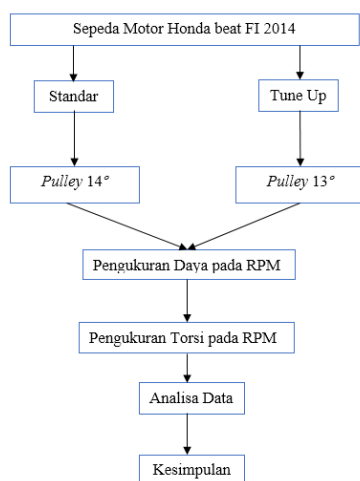 Sepeda Motor Honda beat FI 2014
Standar
Tune Up
Pulley 14°
Pulley 13°
Pengukuran Daya pada RPM
Pengukuran Torsi pada RPM
Analisa Data
Kesimpulan